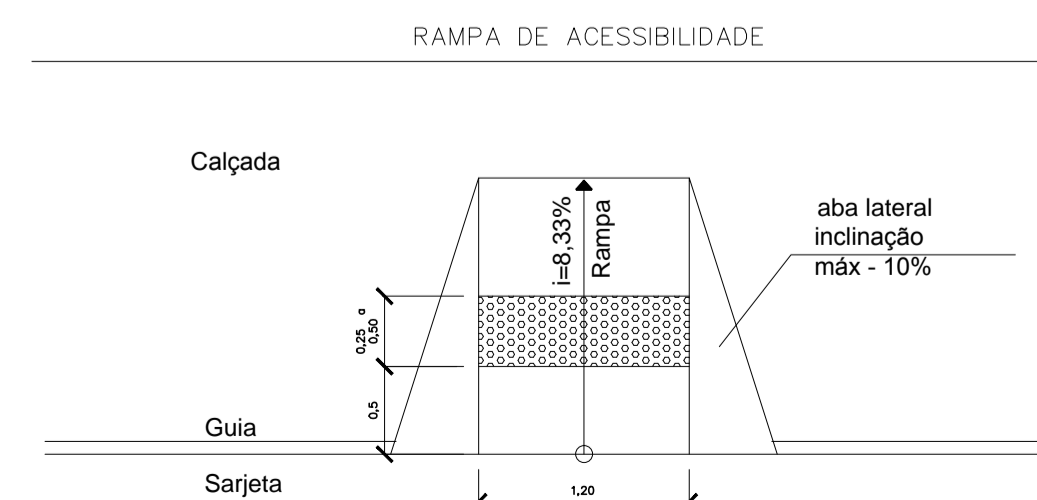 RAMPA DE ACESSIBILIDADE
Calçada
i=8,33%
Rampa
aba lateral
inclinação
máx - 10%
0,25 a
0,50
0,5
Guia
Sarjeta
1,20